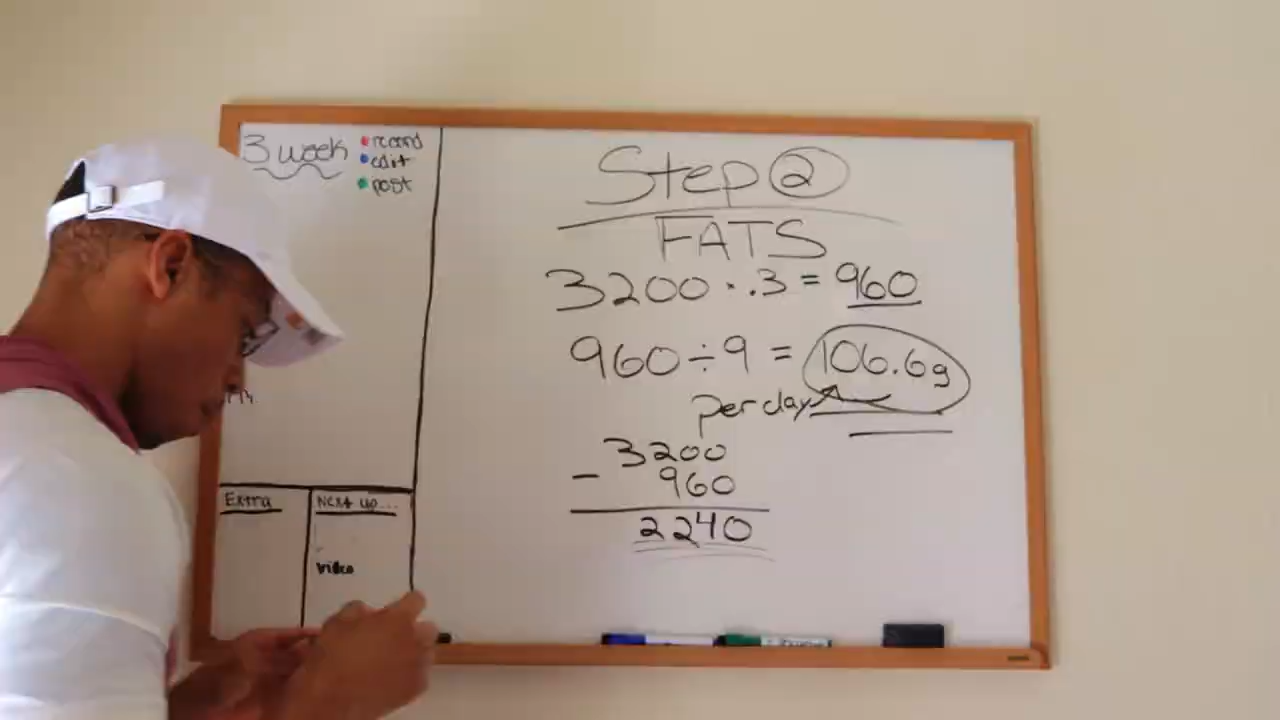 3 week
record
edit
post
Extra
Next up...
video
Step 2
FATS
3200 · .3 = 960
960 ÷ 9 = 106.6g
per day
3200
- 960
2240